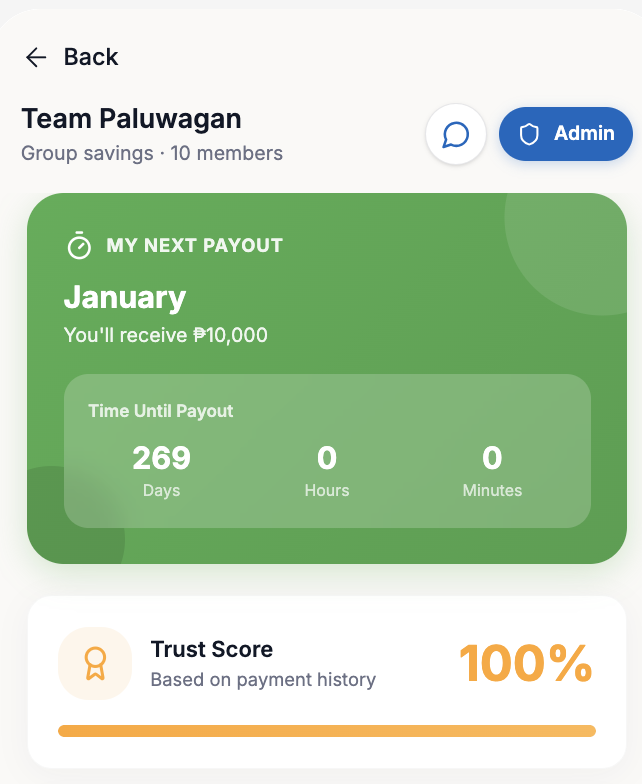 Back
Team Paluwagan
Group savings · 10 members
Admin
MY NEXT PAYOUT
January
You'll receive ₱10,000
Time Until Payout
269 0 0
Days Hours Minutes
Trust Score
Based on payment history
100%